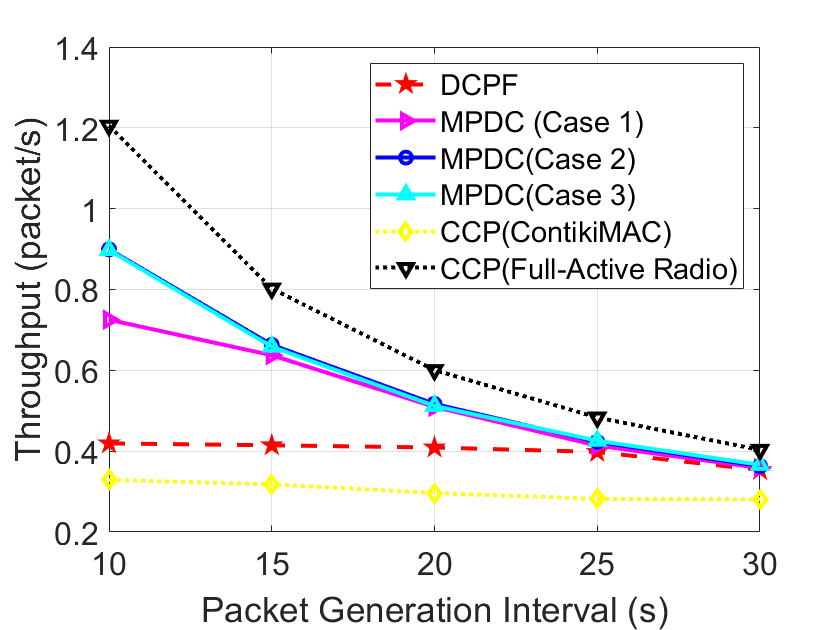 1.4
1.2
1
0.8
0.6
0.4
0.2
10
15
20
25
30
Throughput (packet/s)
Packet Generation Interval (s)
DCPF
MPDC (Case 1)
MPDC(Case 2)
MPDC(Case 3)
CCP(ContikiMAC)
CCP(Full-Active Radio)